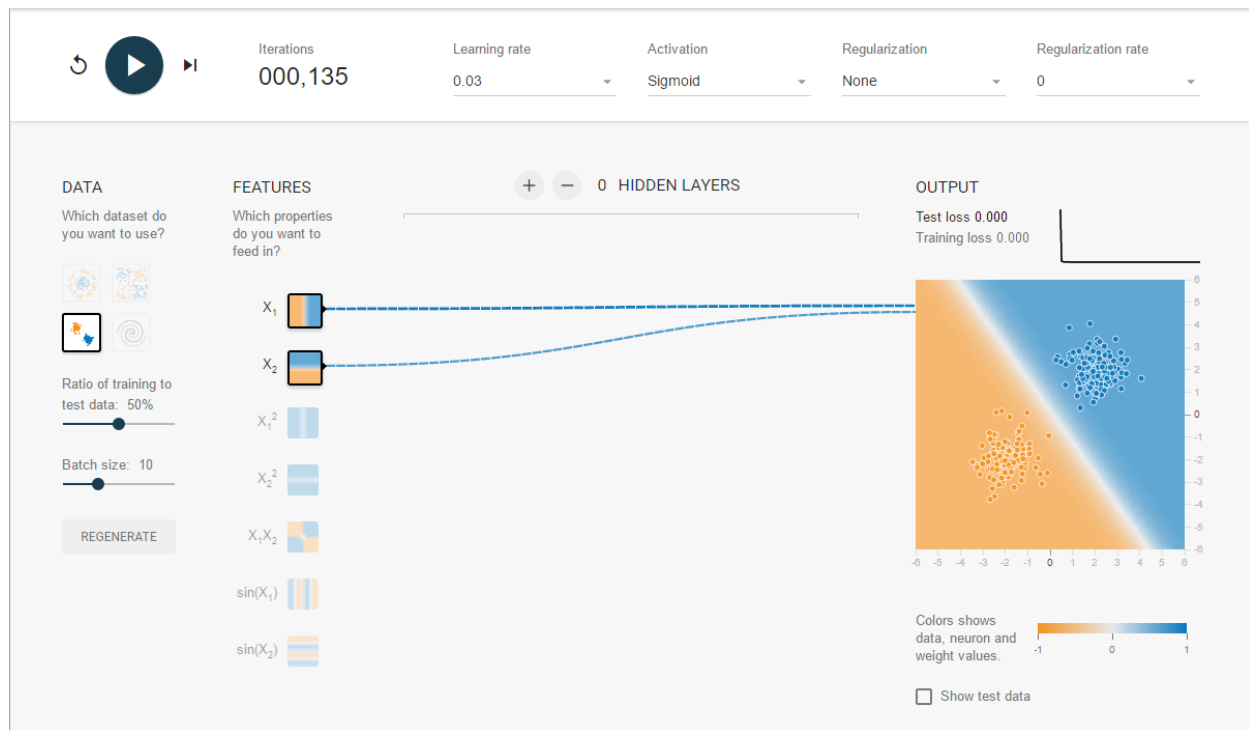 Iterations
000,135
Learning rate
0.03
Activation
Sigmoid
Regularization
None
Regularization rate
0
DATA
Which dataset do
you want to use?
Ratio of training to
test data: 50%
Batch size: 10
REGENERATE
FEATURES
Which properties
do you want to
feed in?
X1
X2
X1²
X2²
X1X2
sin(X1)
sin(X2)
+ − 0 HIDDEN LAYERS
OUTPUT
Test loss 0.000
Training loss 0.000
6
5
4
3
2
1
0
-1
-2
-3
-4
-5
-6
-6 -5 -4 -3 -2 -1 0 1 2 3 4 5 6
Colors shows
data, neuron and
weight values.
-1 0 1
Show test data